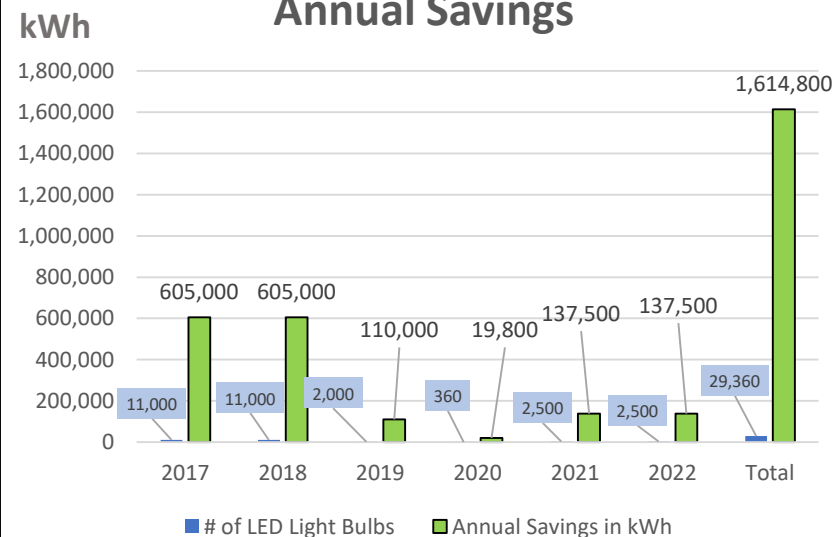 Annual Savings
kWh
1,800,000
1,600,000
1,400,000
1,200,000
1,000,000
800,000
600,000
400,000
200,000
0
1,614,800
605,000 605,000
110,000 19,800 137,500 137,500
11,000 11,000 2,000 360 2,500 2,500 29,360
2017 2018 2019 2020 2021 2022 Total
# of LED Light Bulbs Annual Savings in kWh